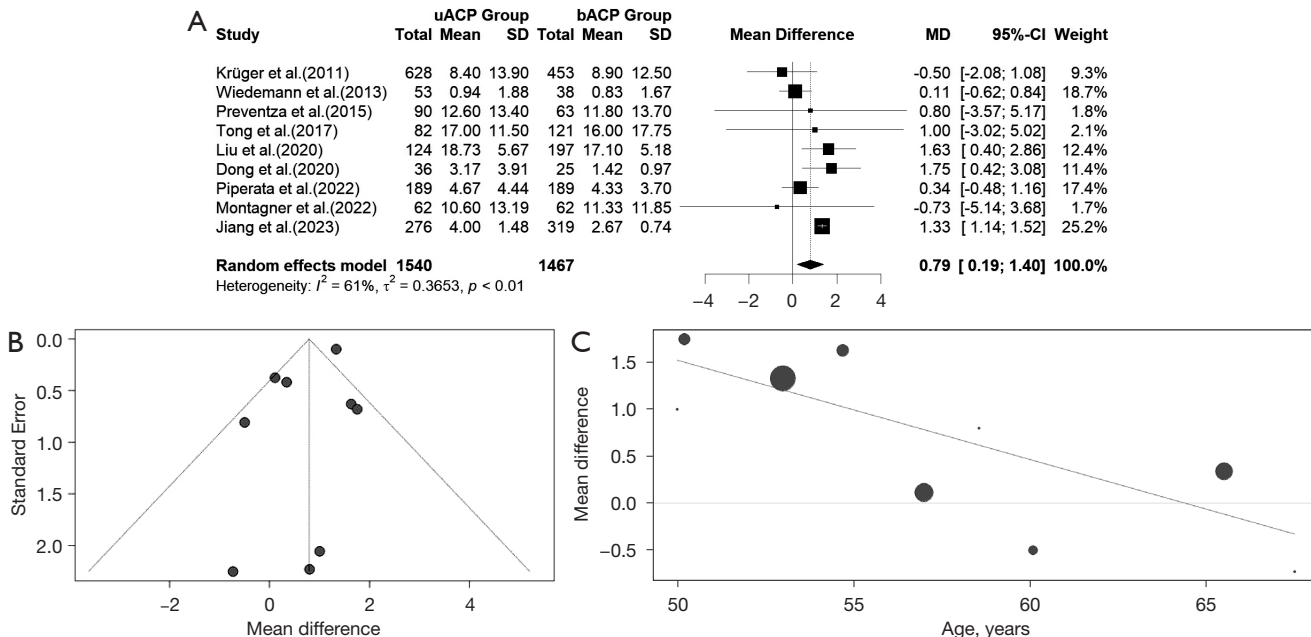 A
uACP Group bACP Group
Study Total Mean SD Total Mean SD Mean Difference MD 95%-CI Weight
Krüger et al.(2011) 628 8.40 13.90 453 8.90 12.50 -0.50 [-2.08; 1.08] 9.3%
Wiedemann et al.(2013) 53 0.94 1.88 38 0.83 1.67 0.11 [-0.62; 0.84] 18.7%
Preventza et al.(2015) 90 12.60 13.40 63 11.80 13.70 0.80 [-3.57; 5.17] 1.8%
Tong et al.(2017) 82 17.00 11.50 121 16.00 17.75 1.00 [-3.02; 5.02] 2.1%
Liu et al.(2020) 124 18.73 5.67 197 17.10 5.18 1.63 [ 0.40; 2.86] 12.4%
Dong et al.(2020) 36 3.17 3.91 25 1.42 0.97 1.75 [ 0.42; 3.08] 11.4%
Piperata et al.(2022) 189 4.67 4.44 189 4.33 3.70 0.34 [-0.48; 1.16] 17.4%
Montagner et al.(2022) 62 10.60 13.19 62 11.33 11.85 -0.73 [-5.14; 3.68] 1.7%
Jiang et al.(2023) 276 4.00 1.48 319 2.67 0.74 1.33 [ 1.14; 1.52] 25.2%
Random effects model 1540 1467 0.79 [ 0.19; 1.40] 100.0%
Heterogeneity: I² = 61%, τ² = 0.3653, p < 0.01
−4 −2 0 2 4
B
0.0
0.5
1.0
1.5
2.0
Standard Error
−2 0 2 4
Mean difference
C
1.5
1.0
0.5
0.0
−0.5
Mean difference
50 55 60 65
Age, years